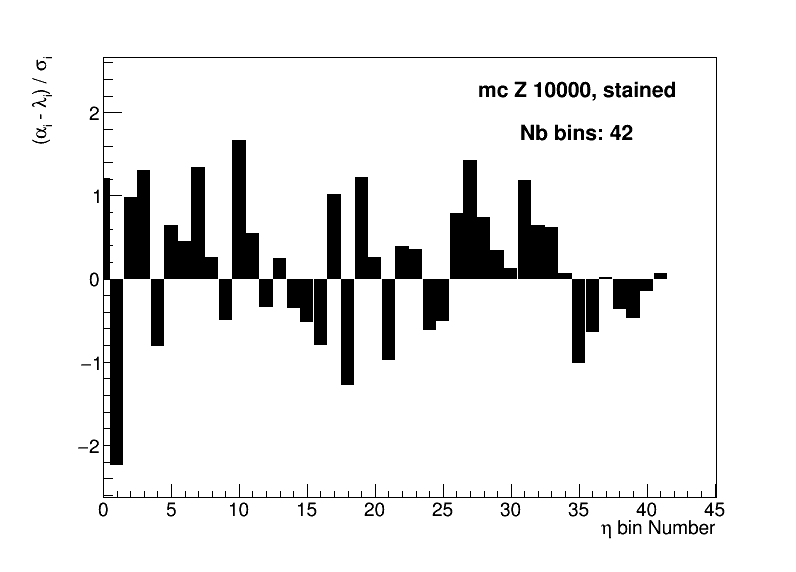 (αi - λi) / σi
mc Z 10000, stained
Nb bins: 42
2
1
0
−1
−2
0 5 10 15 20 25 30 35 40 45
η bin Number